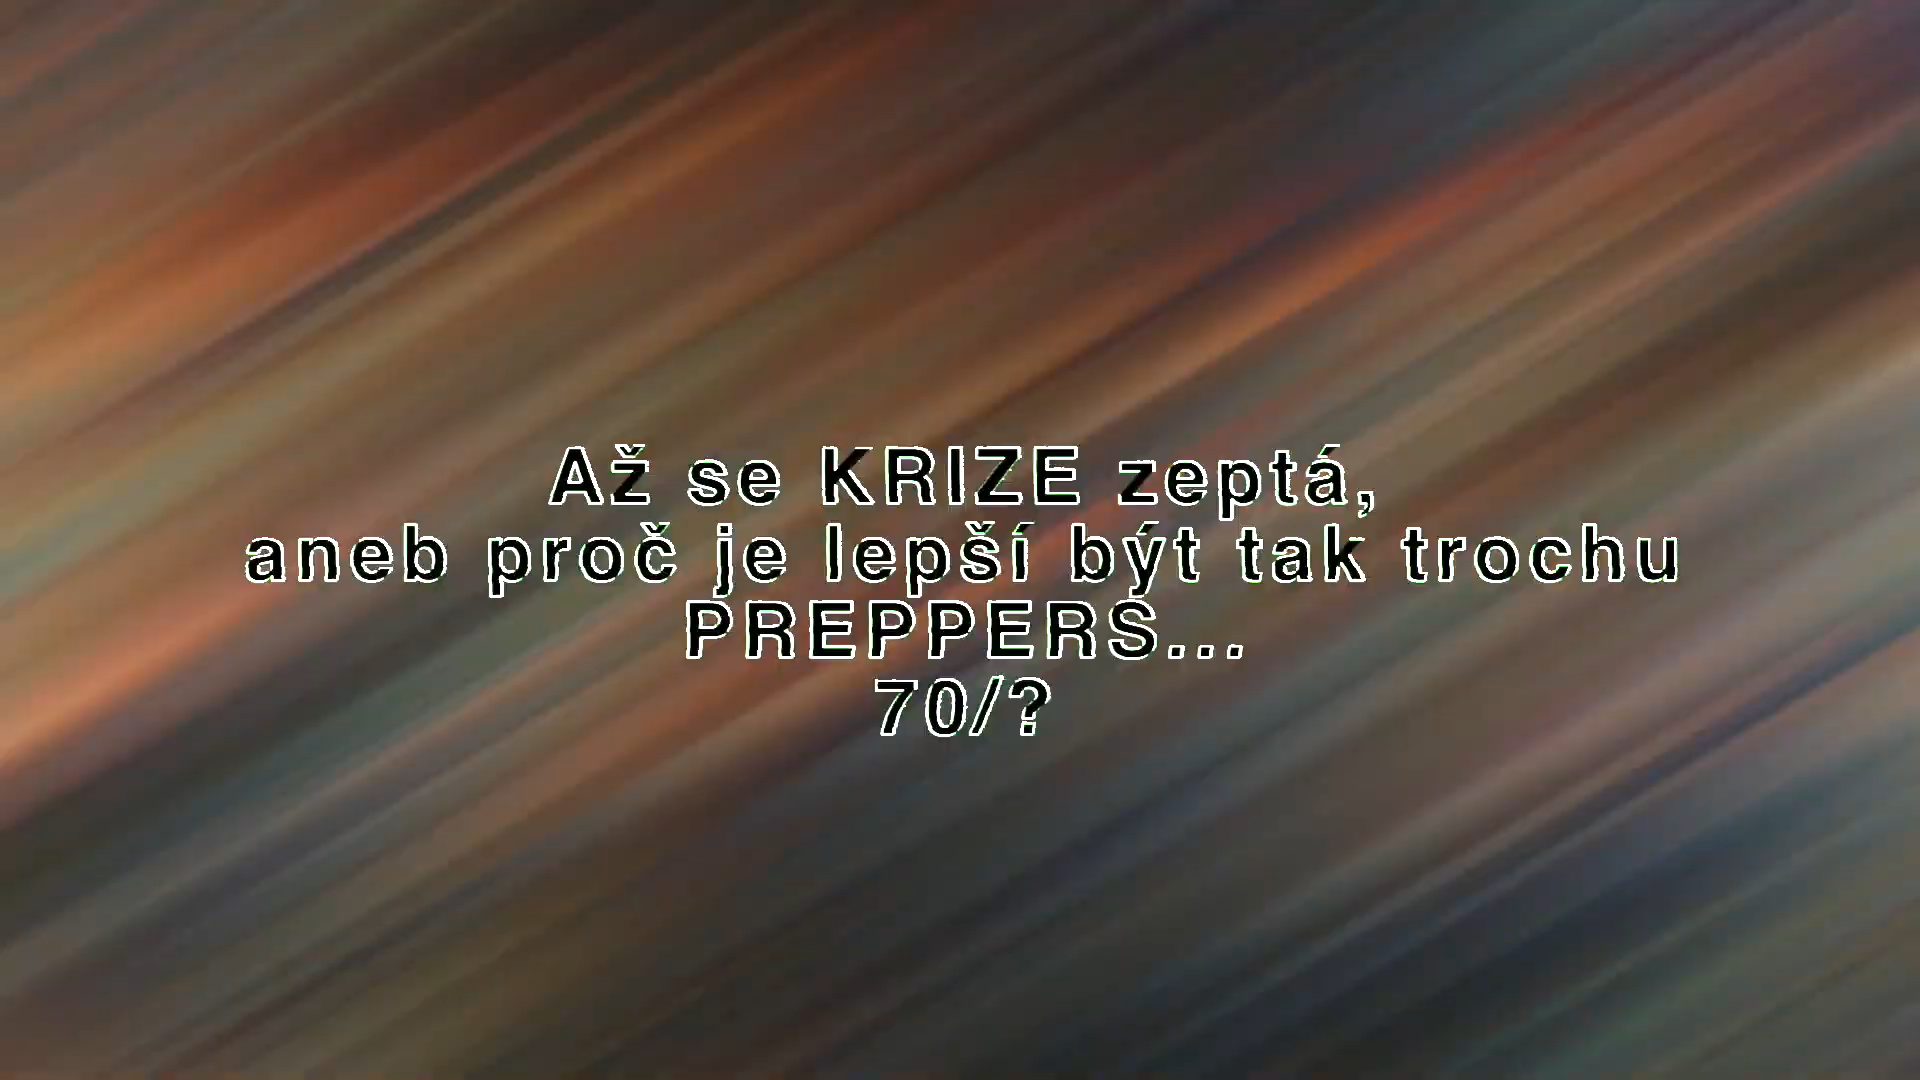 Až se KRIZE zeptá,
aneb proč je lepší být tak trochu
PREPPERS...
70/?